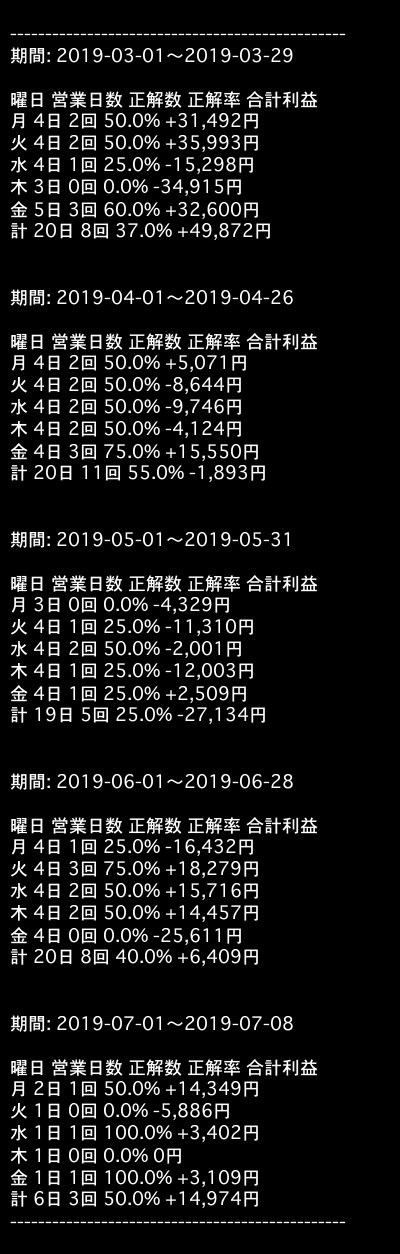 ------------------------------------------------
期間: 2019-03-01〜2019-03-29
曜日 営業日数 正解数 正解率 合計利益
月 4日 2回 50.0% +31,492円
火 4日 2回 50.0% +35,993円
水 4日 1回 25.0% -15,298円
木 3日 0回 0.0% -34,915円
金 5日 3回 60.0% +32,600円
計 20日 8回 37.0% +49,872円
期間: 2019-04-01〜2019-04-26
曜日 営業日数 正解数 正解率 合計利益
月 4日 2回 50.0% +5,071円
火 4日 2回 50.0% -8,644円
水 4日 2回 50.0% -9,746円
木 4日 2回 50.0% -4,124円
金 4日 3回 75.0% +15,550円
計 20日 11回 55.0% -1,893円
期間: 2019-05-01〜2019-05-31
曜日 営業日数 正解数 正解率 合計利益
月 3日 0回 0.0% -4,329円
火 4日 1回 25.0% -11,310円
水 4日 2回 50.0% -2,001円
木 4日 1回 25.0% -12,003円
金 4日 1回 25.0% +2,509円
計 19日 5回 25.0% -27,134円
期間: 2019-06-01〜2019-06-28
曜日 営業日数 正解数 正解率 合計利益
月 4日 1回 25.0% -16,432円
火 4日 3回 75.0% +18,279円
水 4日 2回 50.0% +15,716円
木 4日 2回 50.0% +14,457円
金 4日 0回 0.0% -25,611円
計 20日 8回 40.0% +6,409円
期間: 2019-07-01〜2019-07-08
曜日 営業日数 正解数 正解率 合計利益
月 2日 1回 50.0% +14,349円
火 1日 0回 0.0% -5,886円
水 1日 1回 100.0% +3,402円
木 1日 0回 0.0% 0円
金 1日 1回 100.0% +3,109円
計 6日 3回 50.0% +14,974円
------------------------------------------------